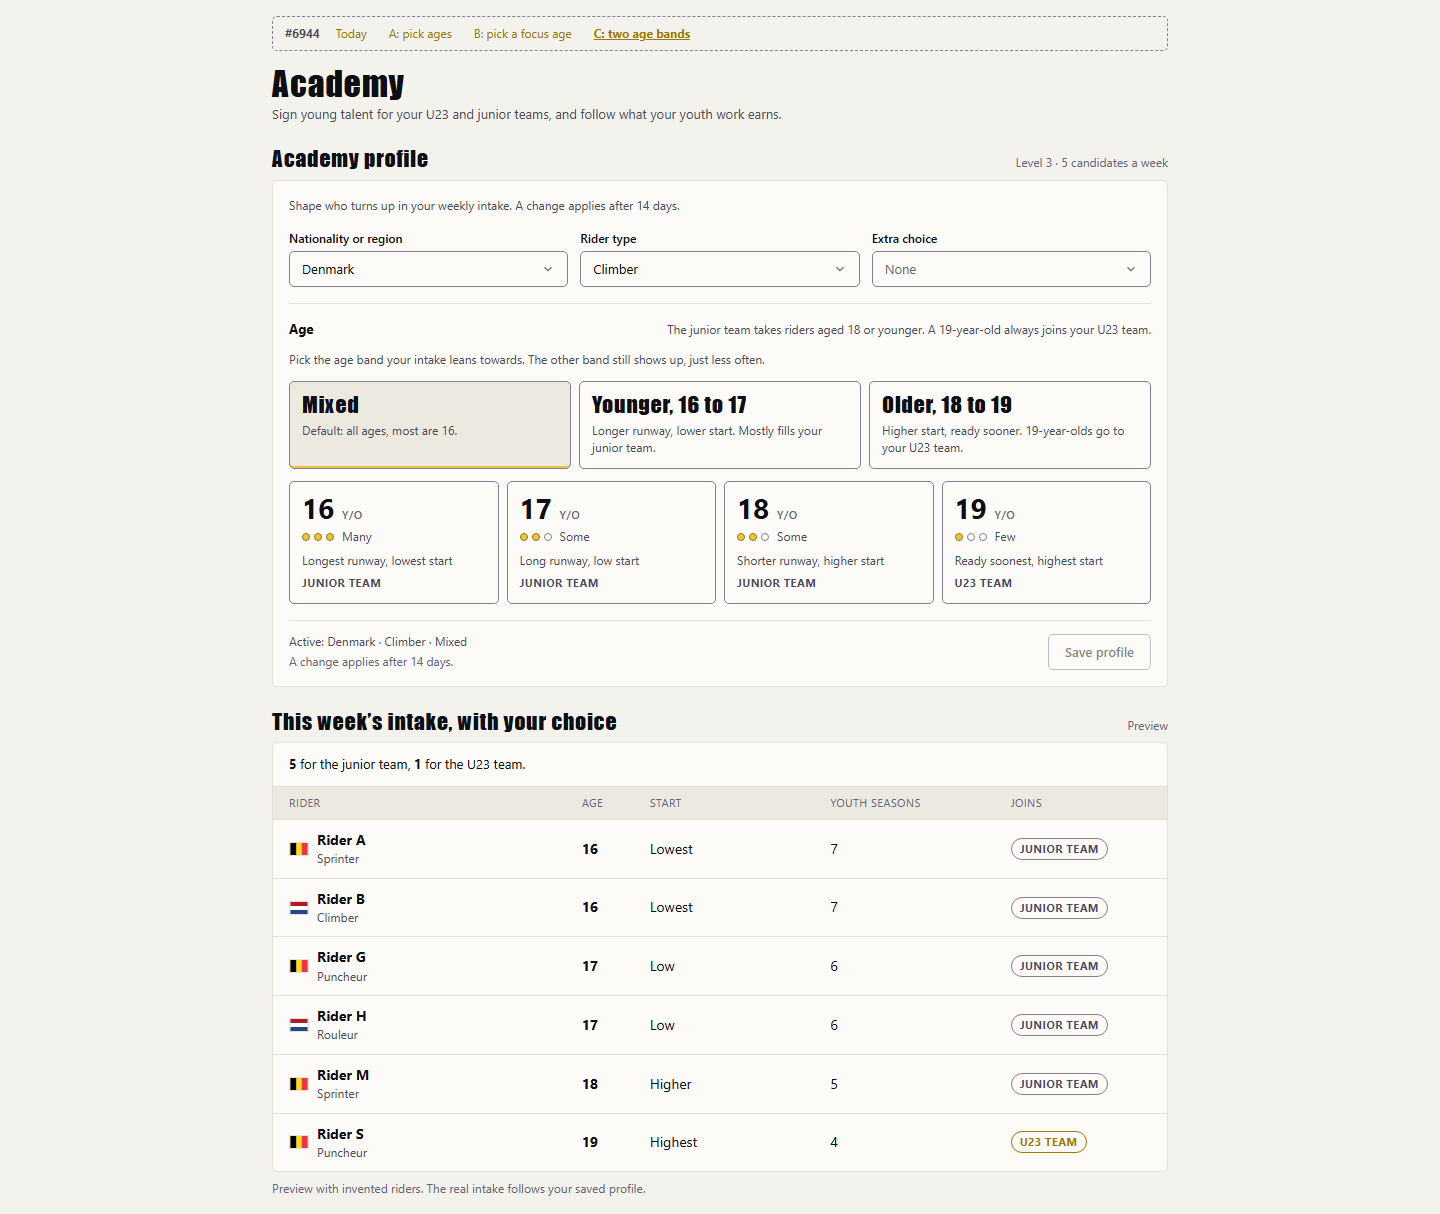 #6944 Today A: pick ages B: pick a focus age C: two age bands
Academy
Sign young talent for your U23 and junior teams, and follow what your youth work earns.
Academy profile
Level 3 · 5 candidates a week
Shape who turns up in your weekly intake. A change applies after 14 days.
Nationality or region Rider type Extra choice
Denmark Climber None
Age
The junior team takes riders aged 18 or younger. A 19-year-old always joins your U23 team.
Pick the age band your intake leans towards. The other band still shows up, just less often.
Mixed
Default: all ages, most are 16.
Younger, 16 to 17
Longer runway, lower start. Mostly fills your
junior team.
Older, 18 to 19
Higher start, ready sooner. 19-year-olds go to
your U23 team.
16 Y/O
Many
Longest runway, lowest start
JUNIOR TEAM
17 Y/O
Some
Long runway, low start
JUNIOR TEAM
18 Y/O
Some
Shorter runway, higher start
JUNIOR TEAM
19 Y/O
Few
Ready soonest, highest start
U23 TEAM
Active: Denmark · Climber · Mixed
A change applies after 14 days.
Save profile
This week's intake, with your choice
Preview
5 for the junior team, 1 for the U23 team.
RIDER AGE START YOUTH SEASONS JOINS
Rider A
Sprinter
16 Lowest 7 JUNIOR TEAM
Rider B
Climber
16 Lowest 7 JUNIOR TEAM
Rider G
Puncheur
17 Low 6 JUNIOR TEAM
Rider H
Rouleur
17 Low 6 JUNIOR TEAM
Rider M
Sprinter
18 Higher 5 JUNIOR TEAM
Rider S
Puncheur
19 Highest 4 U23 TEAM
Preview with invented riders. The real intake follows your saved profile.